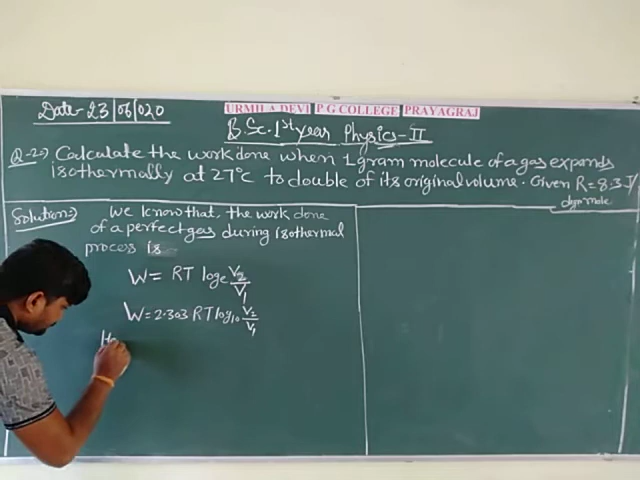 Date-23/06/020
URMILA DEVI P G COLLEGE PRAYAGRAJ
B.Sc. 1st year Physics-II
Q-2=> Calculate the work done when 1 gram molecule of a gas expands
isothermally at 27°C to double of its original volume. Given R=8.3 J/
Solution=> We know that, the work done
of a perfect gas during isothermal
process is
W = RT loge V2/V1
W = 2.303 RT log10 V2/V1